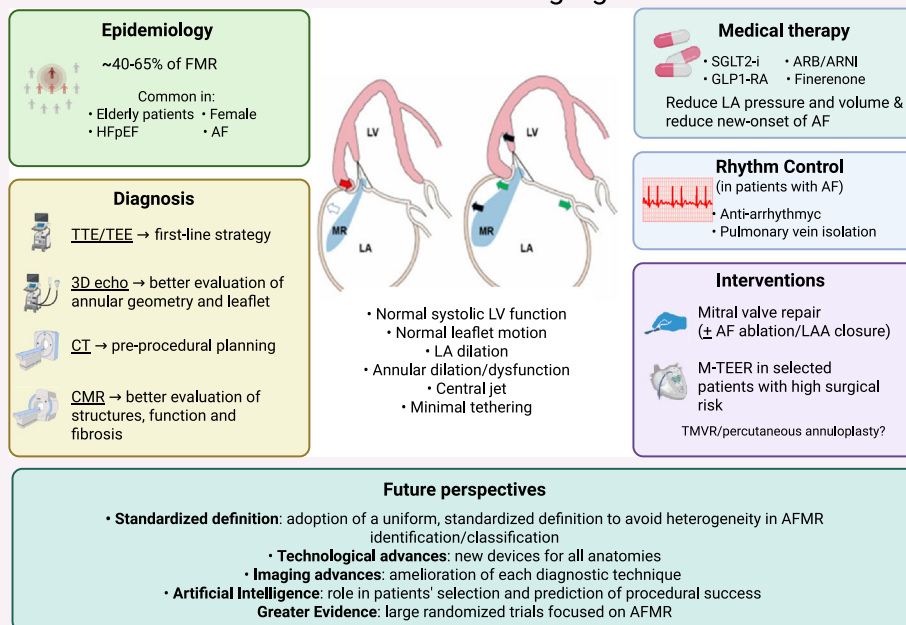 Epidemiology
~40-65% of FMR
Common in:
• Elderly patients • Female
• HFpEF • AF
Diagnosis
TTE/TEE → first-line strategy
3D echo → better evaluation of
annular geometry and leaflet
CT → pre-procedural planning
CMR → better evaluation of
structures, function and
fibrosis
LV
MR
LA
LV
MR
LA
• Normal systolic LV function
• Normal leaflet motion
• LA dilation
• Annular dilation/dysfunction
• Central jet
• Minimal tethering
Medical therapy
• SGLT2-i • ARB/ARNI
• GLP1-RA • Finerenone
Reduce LA pressure and volume &
reduce new-onset of AF
Rhythm Control
(in patients with AF)
• Anti-arrhythmyc
• Pulmonary vein isolation
Interventions
Mitral valve repair
(± AF ablation/LAA closure)
M-TEER in selected
patients with high surgical
risk
TMVR/percutaneous annuloplasty?
Future perspectives
• Standardized definition: adoption of a uniform, standardized definition to avoid heterogeneity in AFMR
identification/classification
• Technological advances: new devices for all anatomies
• Imaging advances: amelioration of each diagnostic technique
• Artificial Intelligence: role in patients' selection and prediction of procedural success
Greater Evidence: large randomized trials focused on AFMR